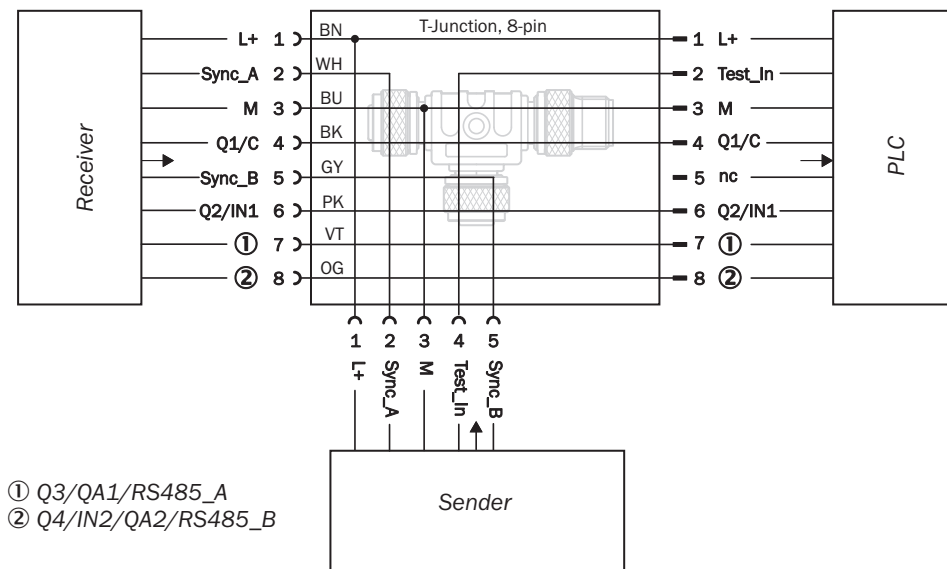 T-Junction, 8-pin
L+ 1 BN 1 L+
Sync_A 2 WH 2 Test_In
M 3 BU 3 M
Q1/C 4 BK 4 Q1/C
Sync_B 5 GY 5 nc
Q2/IN1 6 PK 6 Q2/IN1
① 7 VT 7 ①
② 8 OG 8 ②
Receiver
PLC
1 2 3 4 5
L+ Sync_A M Test_In Sync_B
Sender
① Q3/QA1/RS485_A
② Q4/IN2/QA2/RS485_B